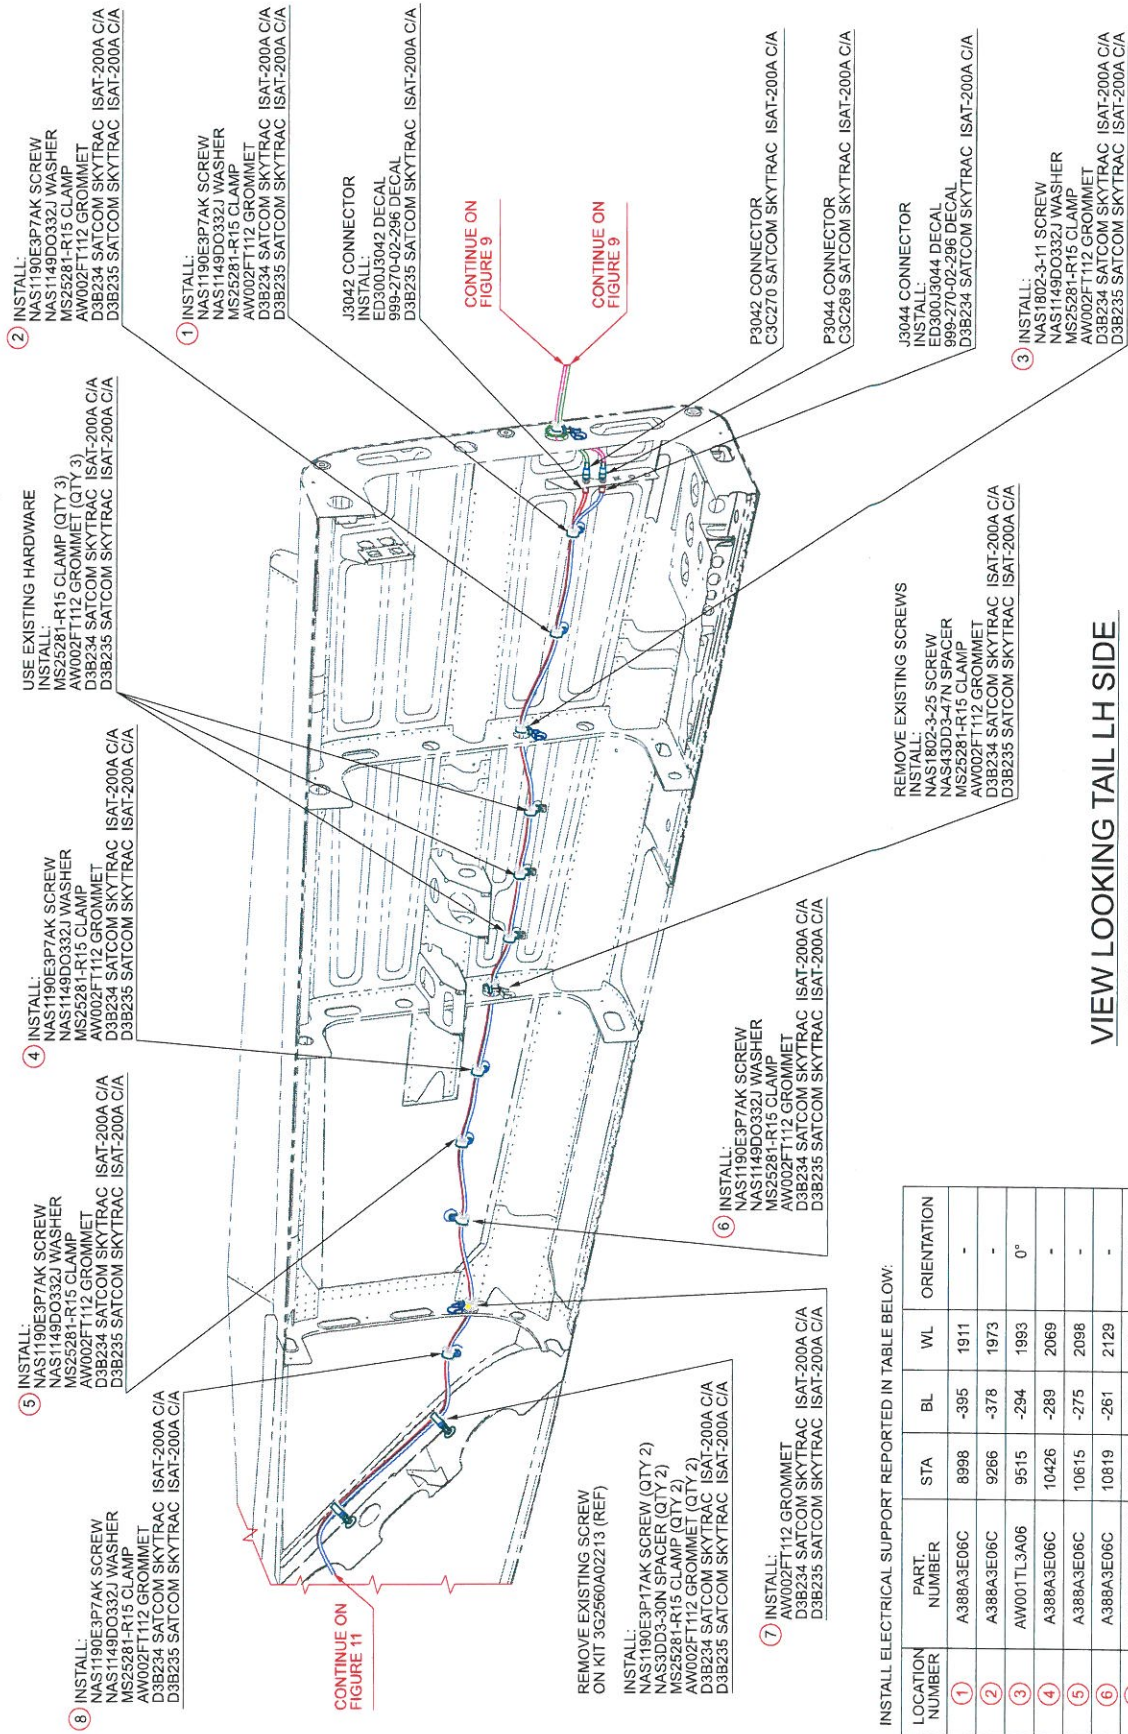 8 INSTALL:
NAS1190E3P7AK SCREW
NAS1149DO332J WASHER
MS25281-R15 CLAMP
AW002FT112 GROMMET
D3B234 SATCOM SKYTRAC ISAT-200A C/A
D3B235 SATCOM SKYTRAC ISAT-200A C/A
5 INSTALL:
NAS1190E3P7AK SCREW
NAS1149DO332J WASHER
MS25281-R15 CLAMP
AW002FT112 GROMMET
D3B234 SATCOM SKYTRAC ISAT-200A C/A
D3B235 SATCOM SKYTRAC ISAT-200A C/A
4 INSTALL:
NAS1190E3P7AK SCREW
NAS1149DO332J WASHER
MS25281-R15 CLAMP
AW002FT112 GROMMET
D3B234 SATCOM SKYTRAC ISAT-200A C/A
D3B235 SATCOM SKYTRAC ISAT-200A C/A
USE EXISTING HARDWARE
INSTALL:
MS25281-R15 CLAMP (QTY 3)
AW002FT112 GROMMET (QTY 3)
D3B234 SATCOM SKYTRAC ISAT-200A C/A
D3B235 SATCOM SKYTRAC ISAT-200A C/A
2 INSTALL:
NAS1190E3P7AK SCREW
NAS1149DO332J WASHER
MS25281-R15 CLAMP
AW002FT112 GROMMET
D3B234 SATCOM SKYTRAC ISAT-200A C/A
D3B235 SATCOM SKYTRAC ISAT-200A C/A
1 INSTALL:
NAS1190E3P7AK SCREW
NAS1149DO332J WASHER
MS25281-R15 CLAMP
AW002FT112 GROMMET
D3B234 SATCOM SKYTRAC ISAT-200A C/A
D3B235 SATCOM SKYTRAC ISAT-200A C/A
J3042 CONNECTOR
INSTALL:
ED300J3042 DECAL
999-270-02-296 DECAL
D3B235 SATCOM SKYTRAC ISAT-200A C/A
CONTINUE ON
FIGURE 9
CONTINUE ON
FIGURE 9
P3042 CONNECTOR
C3C270 SATCOM SKYTRAC ISAT-200A C/A
P3044 CONNECTOR
C3C269 SATCOM SKYTRAC ISAT-200A C/A
J3044 CONNECTOR
INSTALL:
ED300J3044 DECAL
999-270-02-296 DECAL
D3B234 SATCOM SKYTRAC ISAT-200A C/A
3 INSTALL:
NAS1802-3-11 SCREW
NAS1149DO332J WASHER
MS25281-R15 CLAMP
AW002FT112 GROMMET
D3B234 SATCOM SKYTRAC ISAT-200A C/A
D3B235 SATCOM SKYTRAC ISAT-200A C/A
REMOVE EXISTING SCREWS
INSTALL:
NAS1802-3-25 SCREW
NAS43DD3-47N SPACER
MS25281-R15 CLAMP
AW002FT112 GROMMET
D3B234 SATCOM SKYTRAC ISAT-200A C/A
D3B235 SATCOM SKYTRAC ISAT-200A C/A
6 INSTALL:
NAS1190E3P7AK SCREW
NAS1149DO332J WASHER
MS25281-R15 CLAMP
AW002FT112 GROMMET
D3B234 SATCOM SKYTRAC ISAT-200A C/A
D3B235 SATCOM SKYTRAC ISAT-200A C/A
CONTINUE ON
FIGURE 11
REMOVE EXISTING SCREW
ON KIT 3G2560A02213 (REF)
INSTALL:
NAS1190E3P17AK SCREW (QTY 2)
NAS3DD3-30N SPACER (QTY 2)
MS25281-R15 CLAMP (QTY 2)
AW002FT112 GROMMET (QTY 2)
D3B234 SATCOM SKYTRAC ISAT-200A C/A
D3B235 SATCOM SKYTRAC ISAT-200A C/A
7 INSTALL:
AW002FT112 GROMMET
D3B234 SATCOM SKYTRAC ISAT-200A C/A
D3B235 SATCOM SKYTRAC ISAT-200A C/A
VIEW LOOKING TAIL LH SIDE
INSTALL ELECTRICAL SUPPORT REPORTED IN TABLE BELOW:
LOCATION NUMBER PART. NUMBER STA BL WL ORIENTATION
1 A388A3E06C 8998 -395 1911 -
2 A388A3E06C 9266 -378 1973 -
3 AW001TL3A06 9515 -294 1993 0°
4 A388A3E06C 10426 -289 2069 -
5 A388A3E06C 10615 -275 2098 -
6 A388A3E06C 10819 -261 2129 -